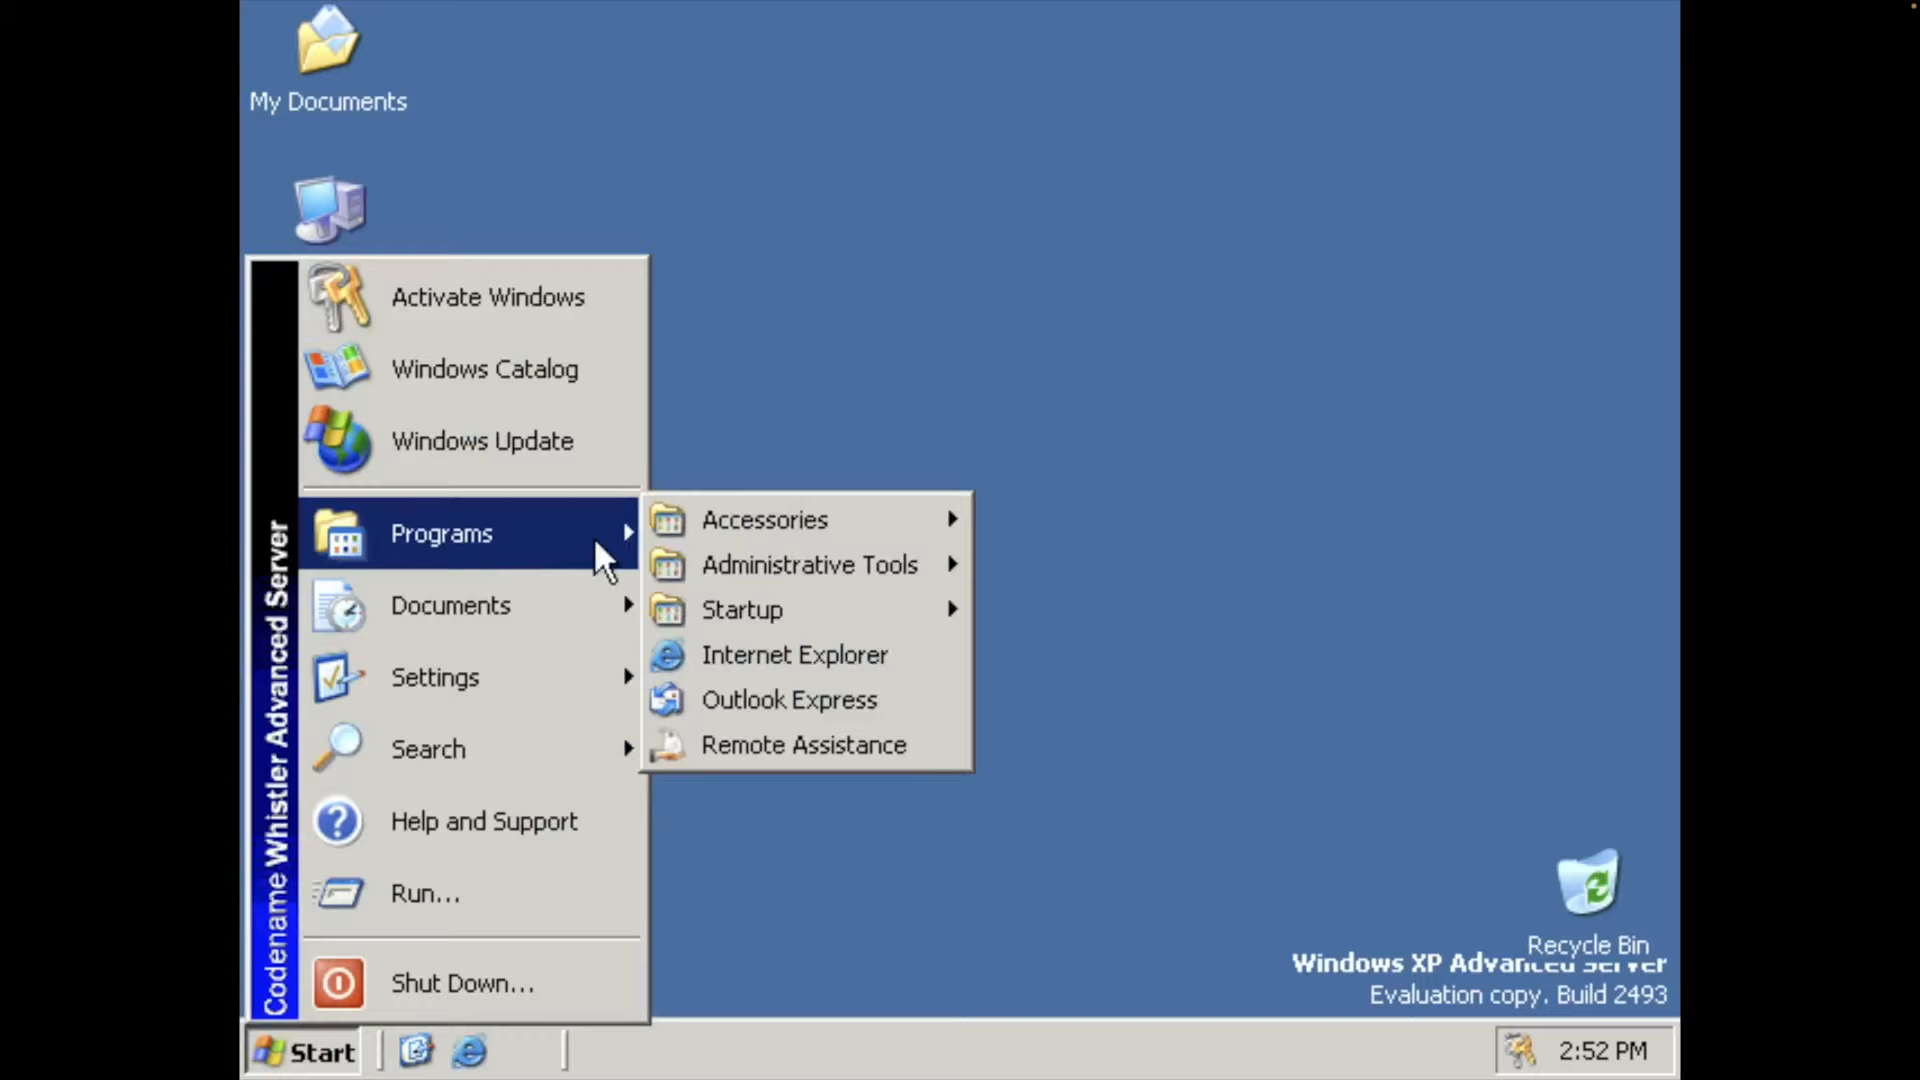 My Documents
Activate Windows
Windows Catalog
Windows Update
Programs
Documents
Settings
Search
Help and Support
Run...
Shut Down...
Codename Whistler Advanced Server
Accessories
Administrative Tools
Startup
Internet Explorer
Outlook Express
Remote Assistance
Recycle Bin
Windows XP Advanced Server
Evaluation copy. Build 2493
Start
2:52 PM